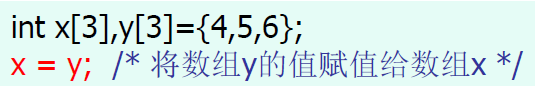 int x[3],y[3]={4,5,6};
x = y;  /* 将数组y的值赋值给数组x */